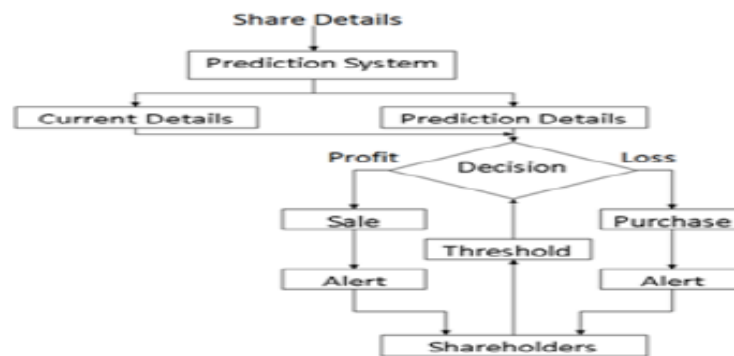 Share Details
Prediction System
Current Details
Prediction Details
Profit
Decision
Loss
Sale
Threshold
Purchase
Alert
Alert
Shareholders